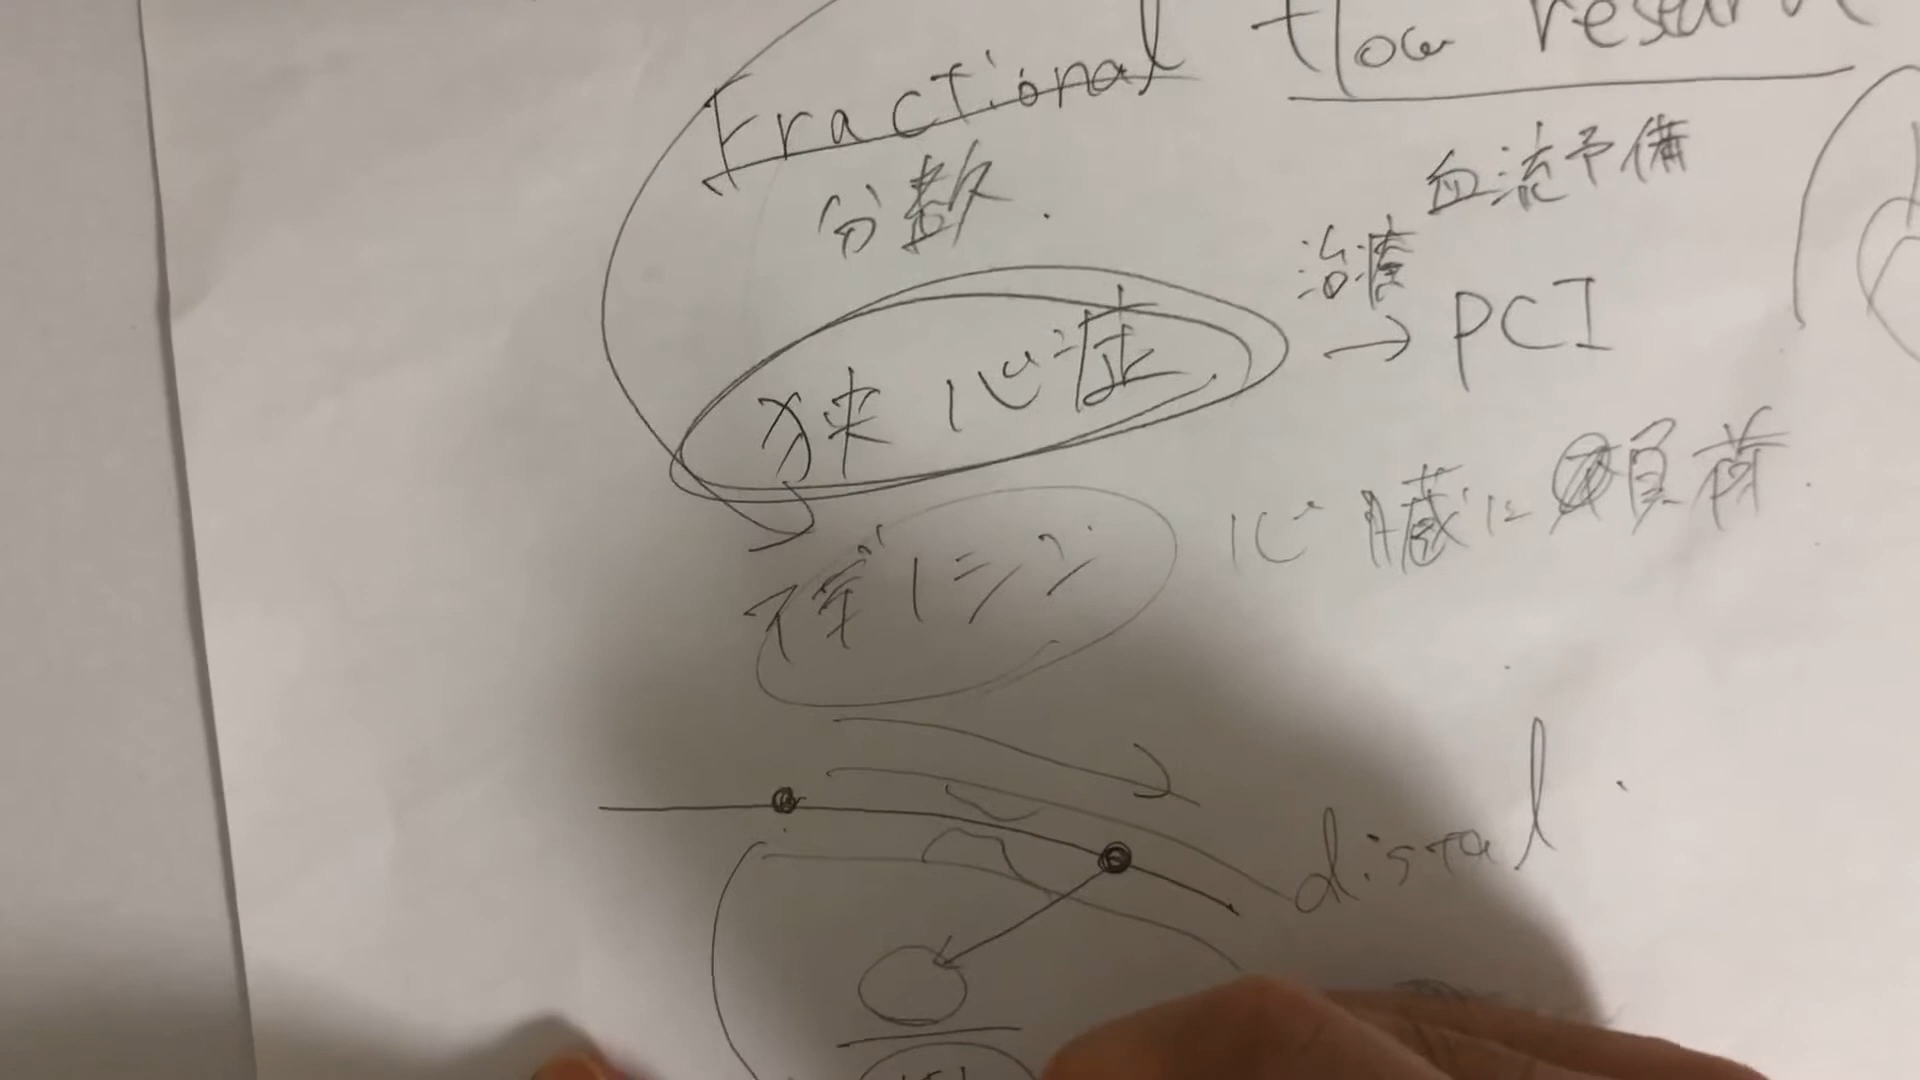 Fractional flow reserv
分数.
血流予備
治療
→ PCI
狭心症
心臓に負荷.
アデノシン
distal